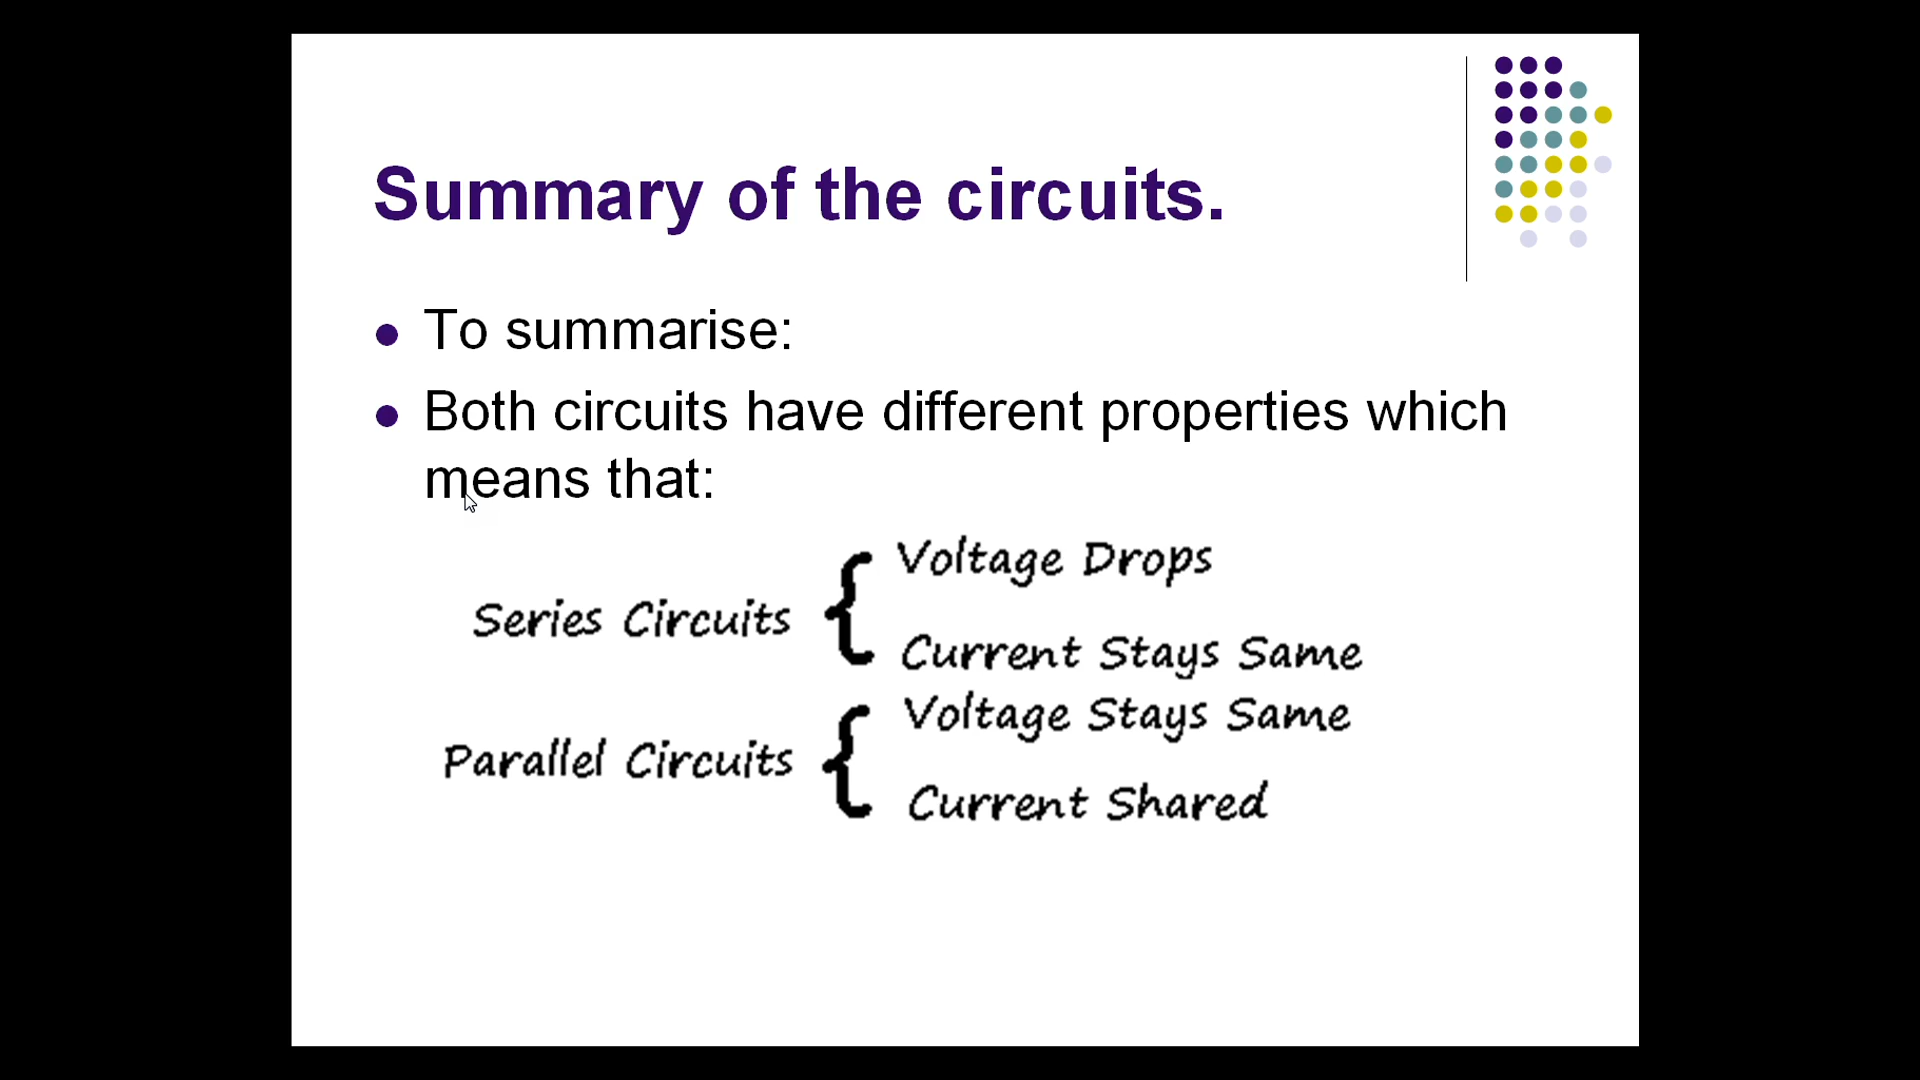 Summary of the circuits.
To summarise:
Both circuits have different properties which
means that:
Series Circuits
Voltage Drops
Current Stays Same
Parallel Circuits
Voltage Stays Same
Current Shared